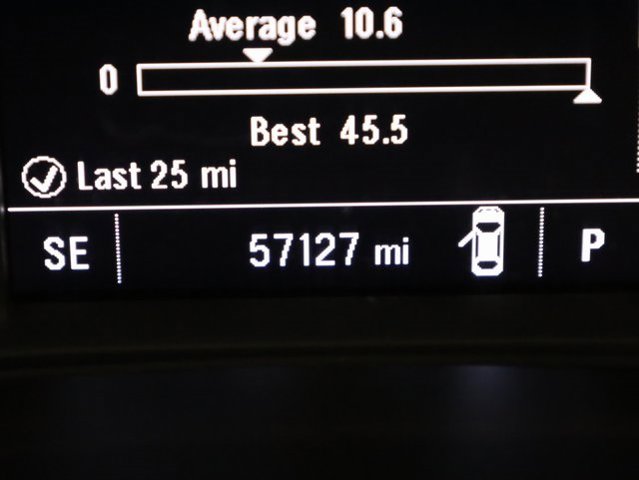 Average 10.6
0
Best 45.5
Last 25 mi
SE 57127 mi P